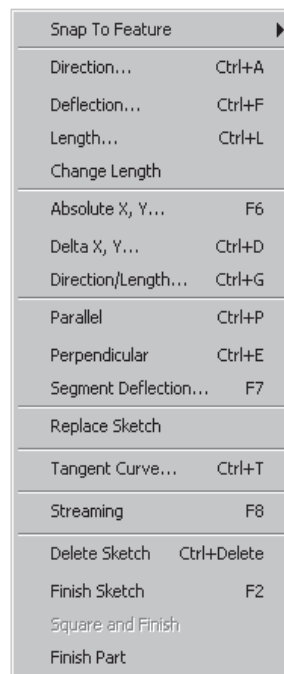 Snap To Feature
Direction... Ctrl+A
Deflection... Ctrl+F
Length... Ctrl+L
Change Length
Absolute X, Y... F6
Delta X, Y... Ctrl+D
Direction/Length... Ctrl+G
Parallel Ctrl+P
Perpendicular Ctrl+E
Segment Deflection... F7
Replace Sketch
Tangent Curve... Ctrl+T
Streaming F8
Delete Sketch Ctrl+Delete
Finish Sketch F2
Square and Finish
Finish Part